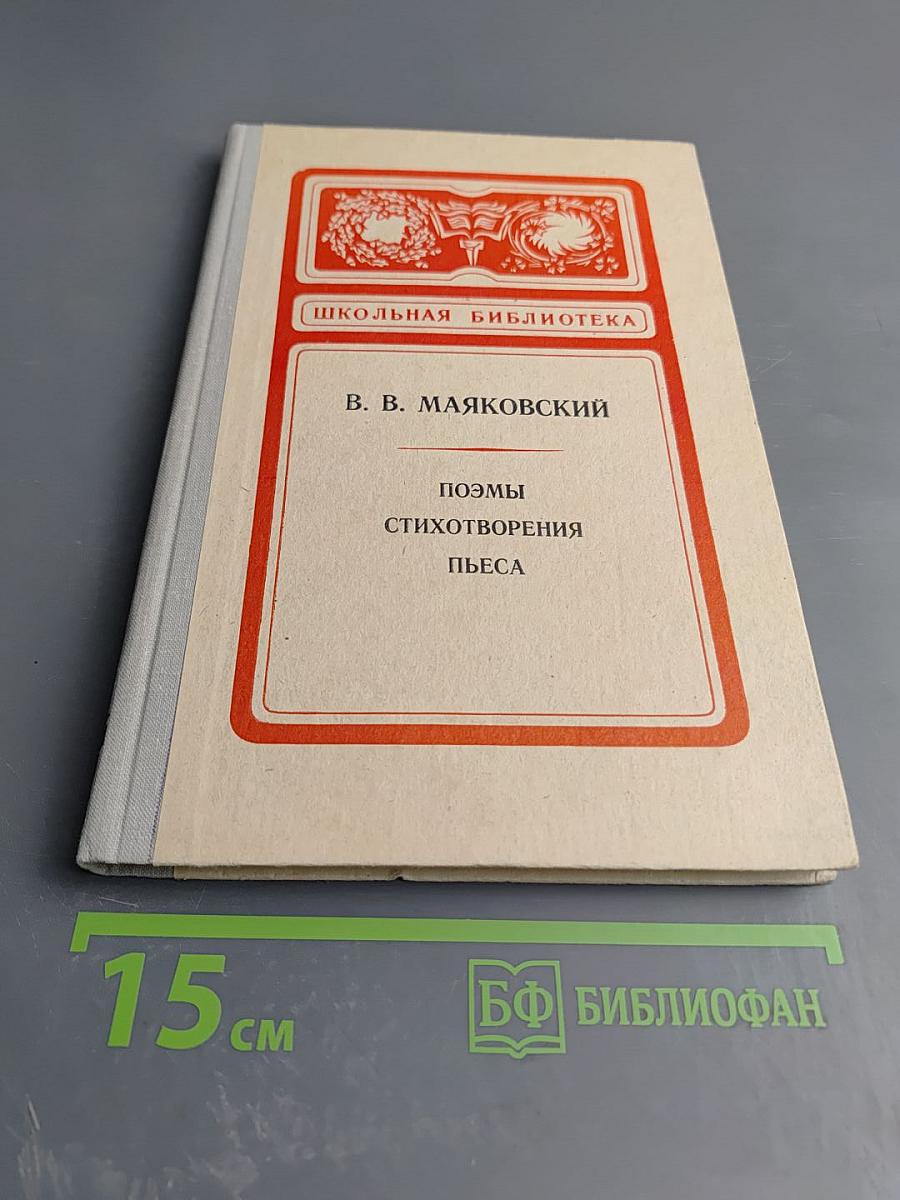 ШКОЛЬНАЯ БИБЛИОТЕКА
В. В. МАЯКОВСКИЙ
ПОЭМЫ
СТИХОТВОРЕНИЯ
ПЬЕСА
15 см
БФ БИБЛИОФАН